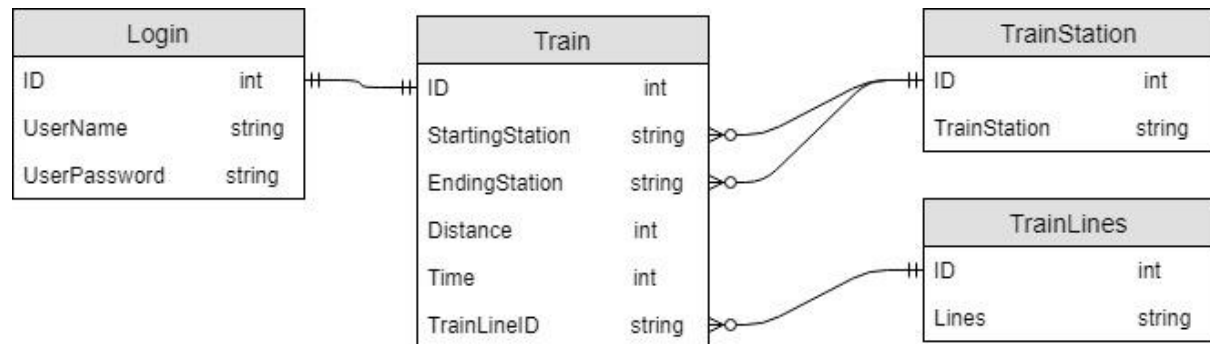 Login
ID int
UserName string
UserPassword string
Train
ID int
StartingStation string
EndingStation string
Distance int
Time int
TrainLineID string
TrainStation
ID int
TrainStation string
TrainLines
ID int
Lines string